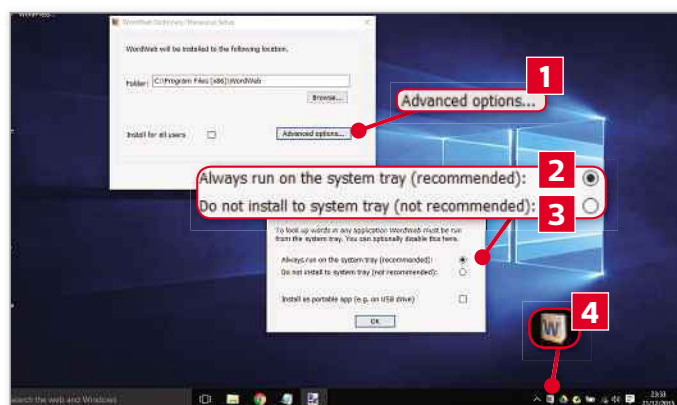 WordWeb Dictionary/Thesaurus Setup
WordWeb will be installed to the following location.
Folder: C:\Program Files (x86)\WordWeb
Browse...
Install for all users
Advanced options...
1
Advanced options...
Always run on the system tray (recommended):
2
Do not install to system tray (not recommended):
3
To look up words in any application WordWeb must be run
from the system tray. You can optionally disable this here.
Always run on the system tray (recommended):
Do not install to system tray (not recommended):
Install as portable app (e.g. on USB drive)
OK
4
W
Search the web and Windows
23:53